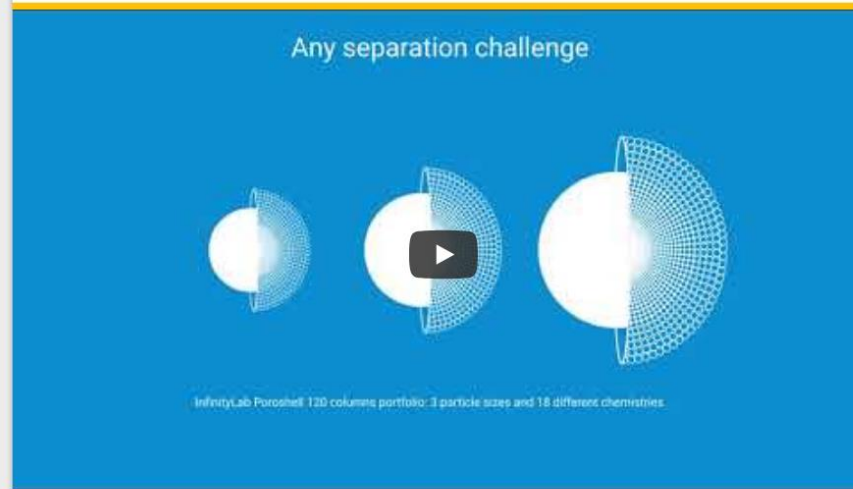 Any separation challenge
InfinityLab Poroshell 120 columns portfolio: 3 particle sizes and 18 different chemistries